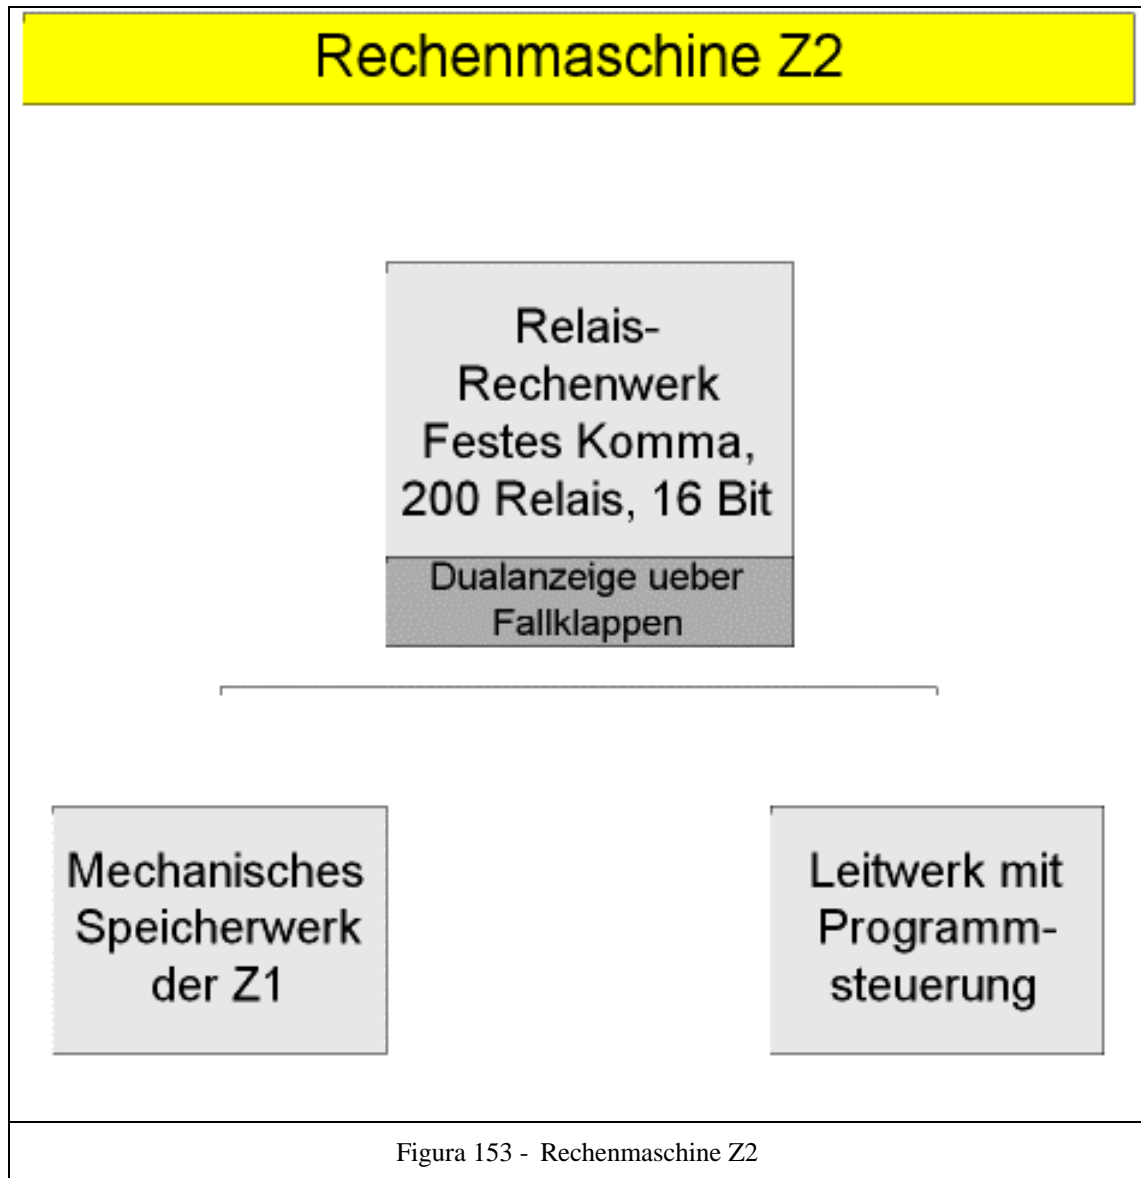 Rechenmaschine Z2
Relais-
Rechenwerk
Festes Komma,
200 Relais, 16 Bit
Dualanzeige ueber
Fallklappen
Mechanisches
Speicherwerk
der Z1
Leitwerk mit
Programm-
steuerung
Figura 153 - Rechenmaschine Z2